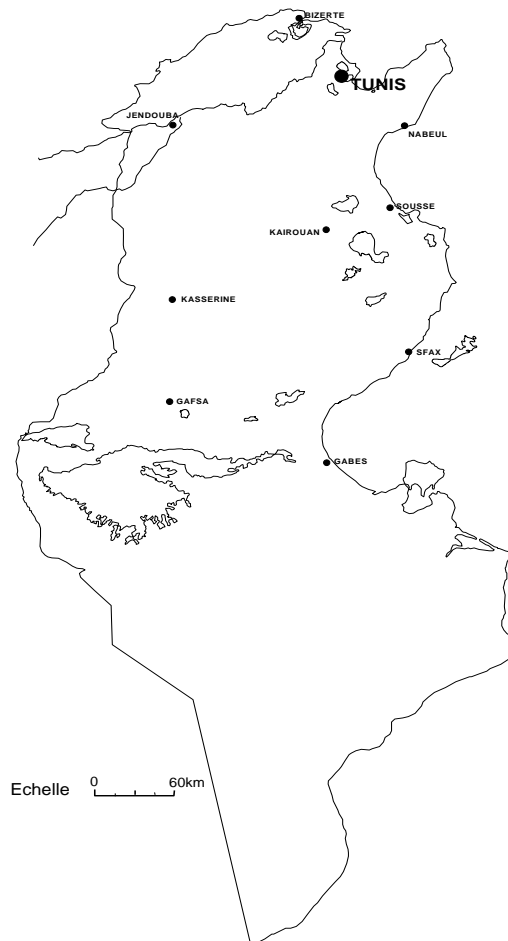 BIZERTE
TUNIS
JENDOUBA
NABEUL
SOUSSE
KAIROUAN
KASSERINE
SFAX
GAFSA
GABES
Echelle 0 60km